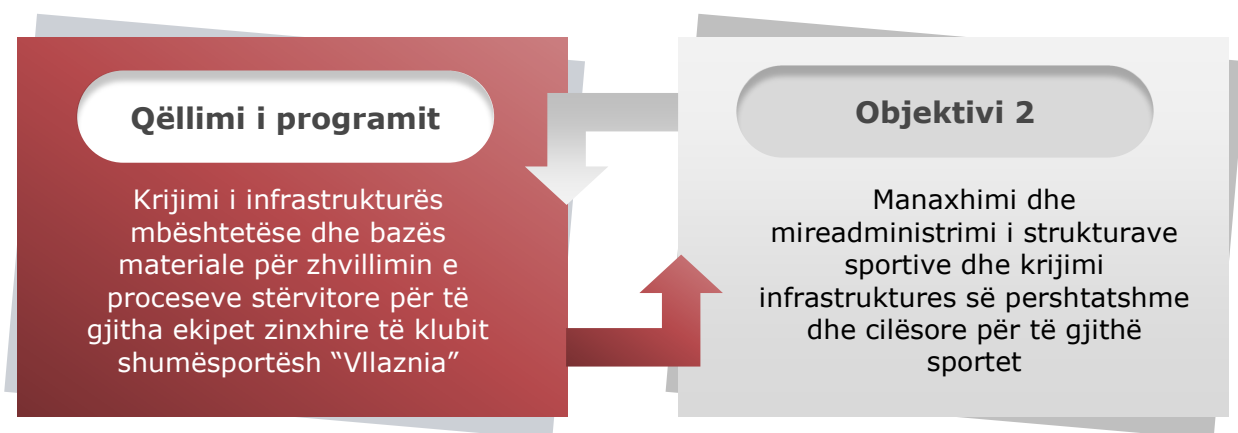 Qëllimi i programit
Krijimi i infrastrukturës
mbështetëse dhe bazës
materiale për zhvillimin e
proceseve stërvitore për të
gjitha ekipet zinxhire të klubit
shumësportësh “Vllaznia”
Objektivi 2
Manaxhimi dhe
mireadministrimi i strukturave
sportive dhe krijimi
infrastruktures së pershtatshme
dhe cilësore për të gjithë
sportet